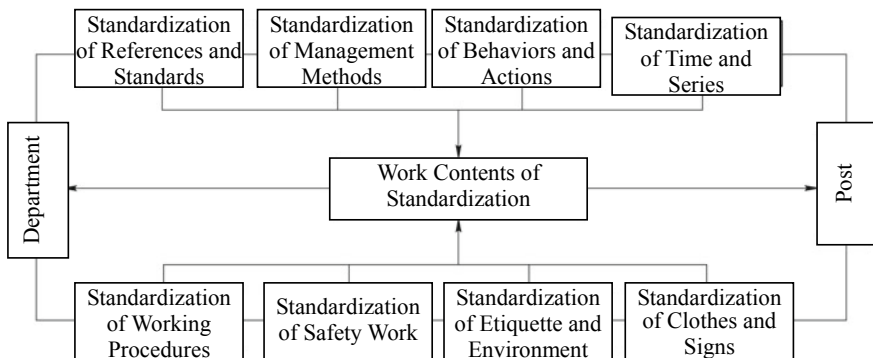 Standardization
of References and
Standards
Standardization
of Management
Methods
Standardization
of Behaviors and
Actions
Standardization
of Time and
Series
Department
Work Contents of
Standardization
Post
Standardization
of Working
Procedures
Standardization
of Safety Work
Standardization
of Etiquette and
Environment
Standardization
of Clothes and
Signs